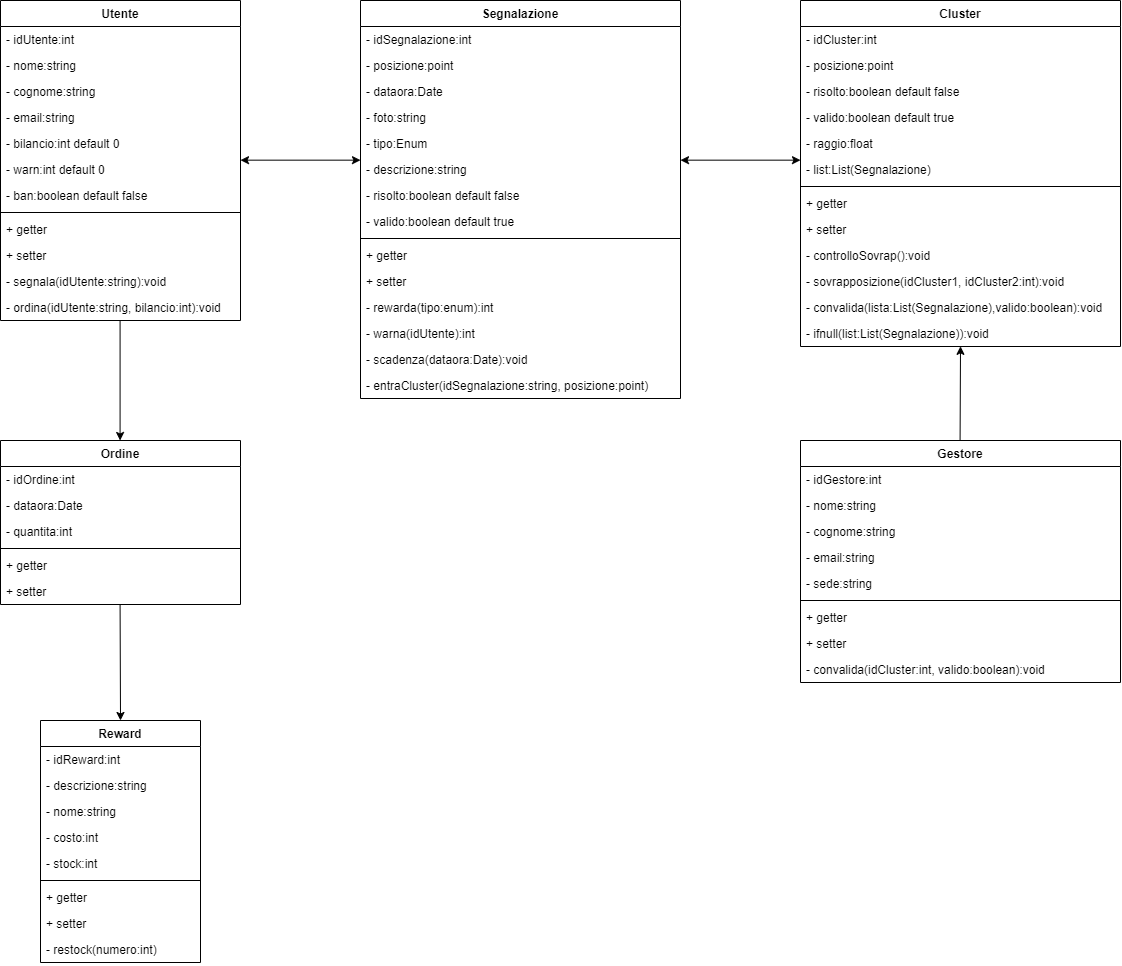 Utente
- idUtente:int
- nome:string
- cognome:string
- email:string
- bilancio:int default 0
- warn:int default 0
- ban:boolean default false
+ getter
+ setter
- segnala(idUtente:string):void
- ordina(idUtente:string, bilancio:int):void
Segnalazione
- idSegnalazione:int
- posizione:point
- dataora:Date
- foto:string
- tipo:Enum
- descrizione:string
- risolto:boolean default false
- valido:boolean default true
+ getter
+ setter
- rewarda(tipo:enum):int
- warna(idUtente):int
- scadenza(dataora:Date):void
- entraCluster(idSegnalazione:string, posizione:point)
Cluster
- idCluster:int
- posizione:point
- risolto:boolean default false
- valido:boolean default true
- raggio:float
- list:List(Segnalazione)
+ getter
+ setter
- controlloSovrap():void
- sovrapposizione(idCluster1, idCluster2:int):void
- convalida(lista:List(Segnalazione),valido:boolean):void
- ifnull(list:List(Segnalazione)):void
Ordine
- idOrdine:int
- dataora:Date
- quantita:int
+ getter
+ setter
Gestore
- idGestore:int
- nome:string
- cognome:string
- email:string
- sede:string
+ getter
+ setter
- convalida(idCluster:int, valido:boolean):void
Reward
- idReward:int
- descrizione:string
- nome:string
- costo:int
- stock:int
+ getter
+ setter
- restock(numero:int)